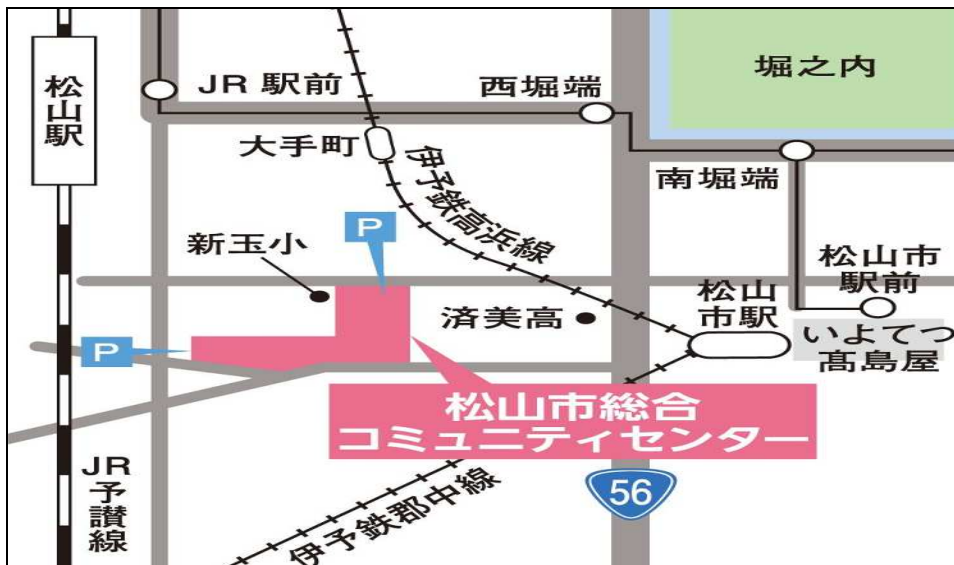 松山駅
JR 駅前
西堀端
堀之内
大手町
南堀端
伊予鉄高浜線
P
新玉小
松山市
駅前
松山
市駅
済美高
いよてつ
髙島屋
P
松山市総合
コミュニティセンター
JR予讃線
伊予鉄郡中線
56